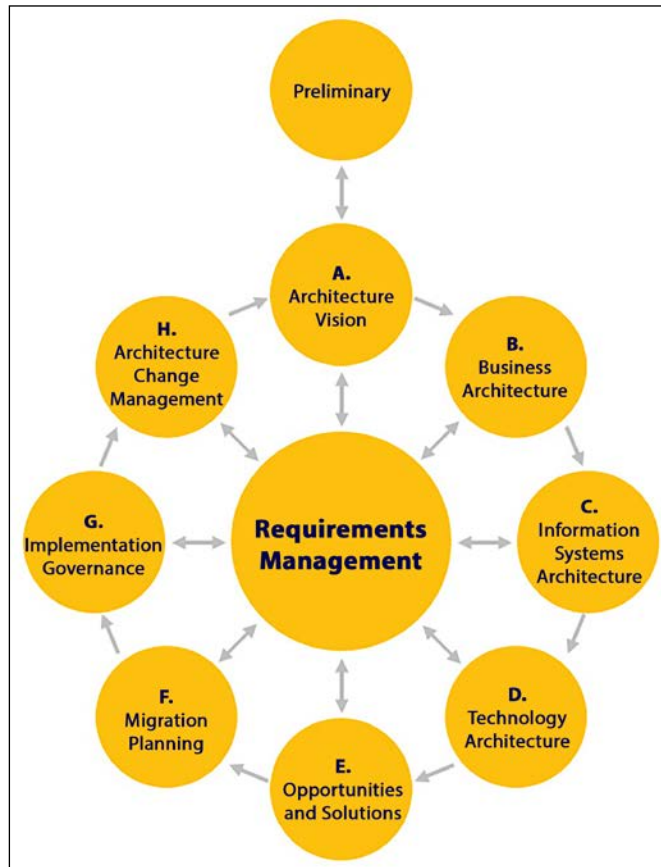 Preliminary
A.
Architecture
Vision
B.
Business
Architecture
C.
Information
Systems
Architecture
D.
Technology
Architecture
E.
Opportunities
and Solutions
F.
Migration
Planning
G.
Implementation
Governance
H.
Architecture
Change
Management
Requirements
Management